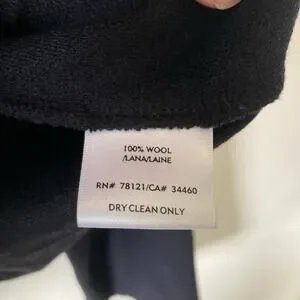 100% WOOL
/LANA/LAINE
RN# 78121/CA# 34460
DRY CLEAN ONLY